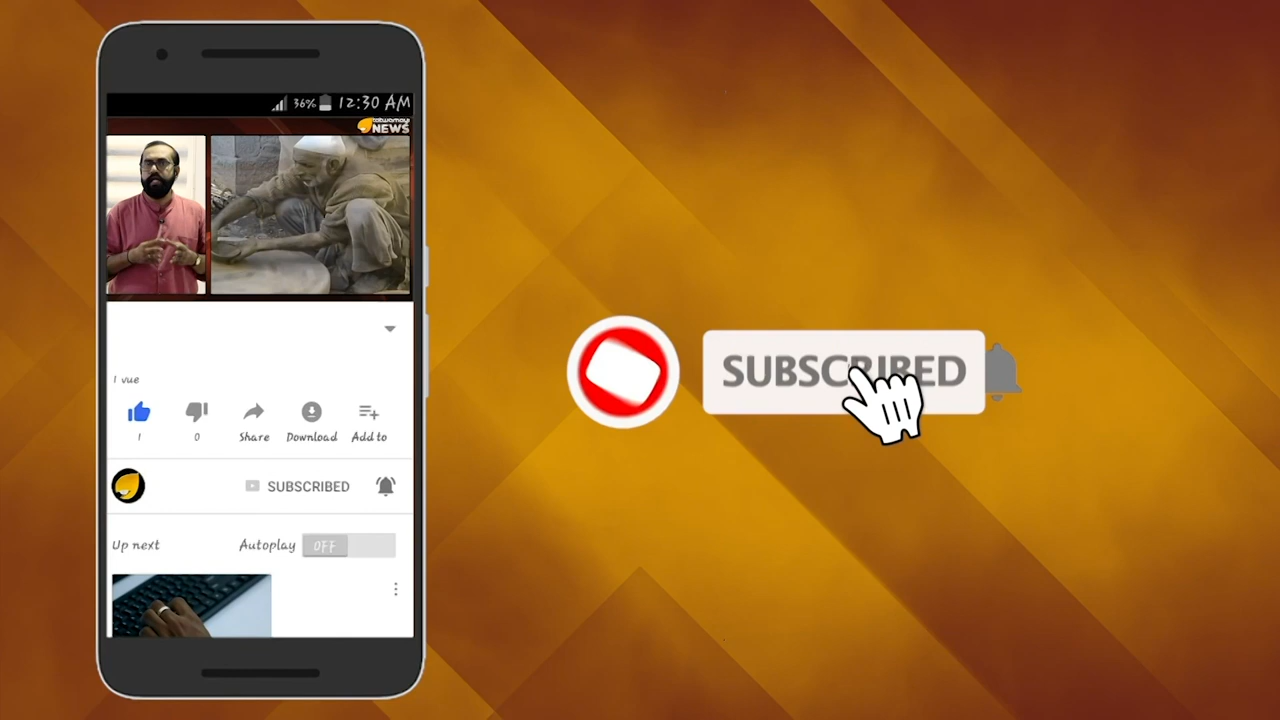 36% 12:30 AM
tatwamayi
NEWS
1 vue
1 0 Share Download Add to
SUBSCRIBED
Up next Autoplay OFF
SUBSCRIBED